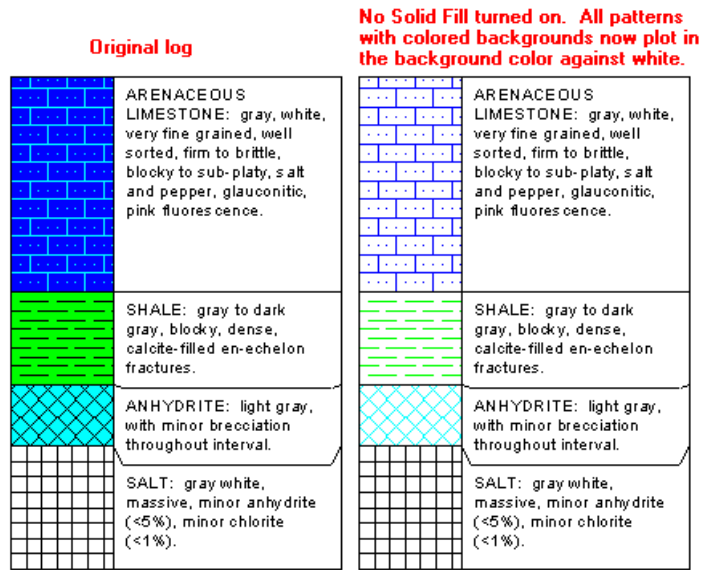 Original log
No Solid Fill turned on.  All patterns
with colored backgrounds now plot in
the background color against white.
ARENACEOUS
LIMESTONE:  gray, white,
very fine grained, well
sorted, firm to brittle,
blocky to sub-platy, salt
and pepper, glauconitic,
pink fluorescence.
SHALE:  gray to dark
gray, blocky, dense,
calcite-filled en-echelon
fractures.
ANHYDRITE:  light gray,
with minor brecciation
throughout interval.
SALT:  gray white,
massive, minor anhydrite
(<5%), minor chlorite
(<1%).
ARENACEOUS
LIMESTONE:  gray, white,
very fine grained, well
sorted, firm to brittle,
blocky to sub-platy, salt
and pepper, glauconitic,
pink fluorescence.
SHALE:  gray to dark
gray, blocky, dense,
calcite-filled en-echelon
fractures.
ANHYDRITE:  light gray,
with minor brecciation
throughout interval.
SALT:  gray white,
massive, minor anhydrite
(<5%), minor chlorite
(<1%).